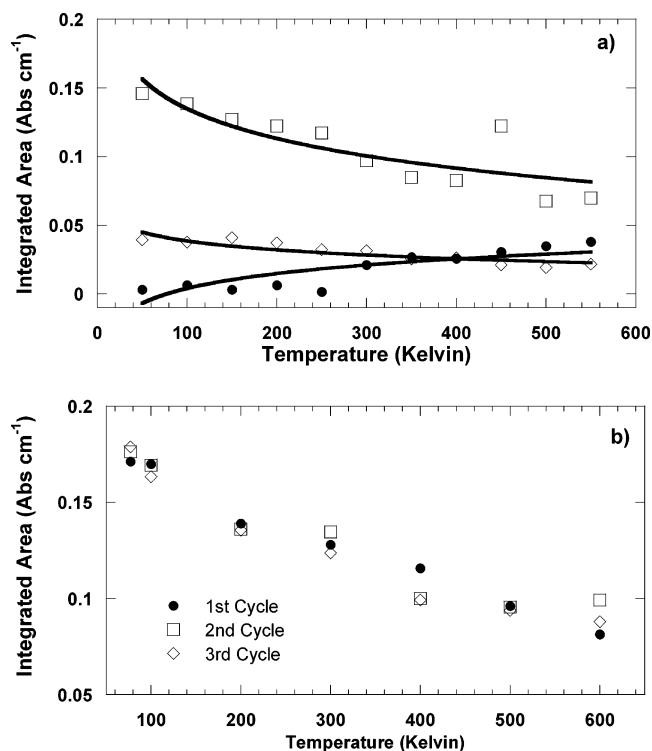 0.2
a)
0.15
0.1
0.05
0
Integrated Area (Abs cm-1)
0 100 200 300 400 500 600
Temperature (Kelvin)
0.2
b)
0.15
0.1
0.05
Integrated Area (Abs cm-1)
1st Cycle
2nd Cycle
3rd Cycle
100 200 300 400 500 600
Temperature (Kelvin)